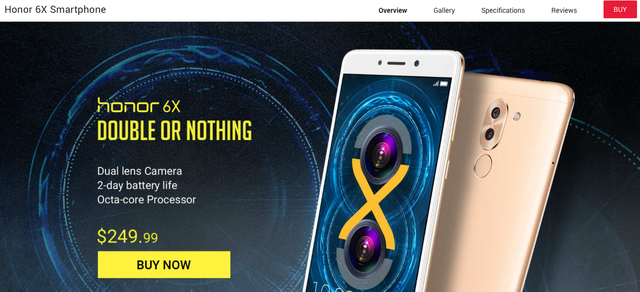 Honor 6X Smartphone
Overview
Gallery
Specifications
Reviews
BUY
honor 6X
DOUBLE OR NOTHING
Dual lens Camera
2-day battery life
Octa-core Processor
$249.99
BUY NOW